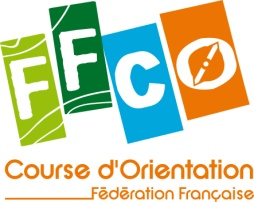 FFCO
Course d'Orientation
Fédération Française